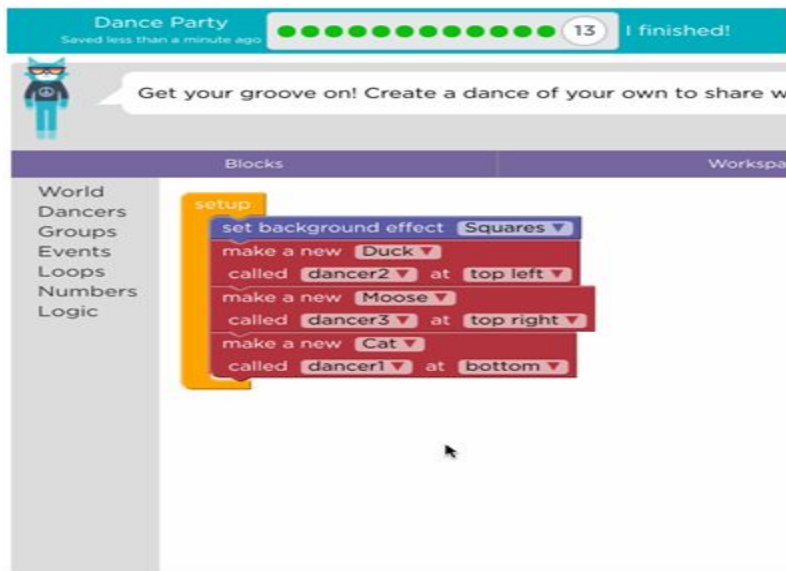 Dance Party
Saved less than a minute ago
13
I finished!
Get your groove on! Create a dance of your own to share w
Blocks
Workspa
World
Dancers
Groups
Events
Loops
Numbers
Logic
setup
set background effect Squares
make a new Duck
called dancer2 at top left
make a new Moose
called dancer3 at top right
make a new Cat
called dancer1 at bottom